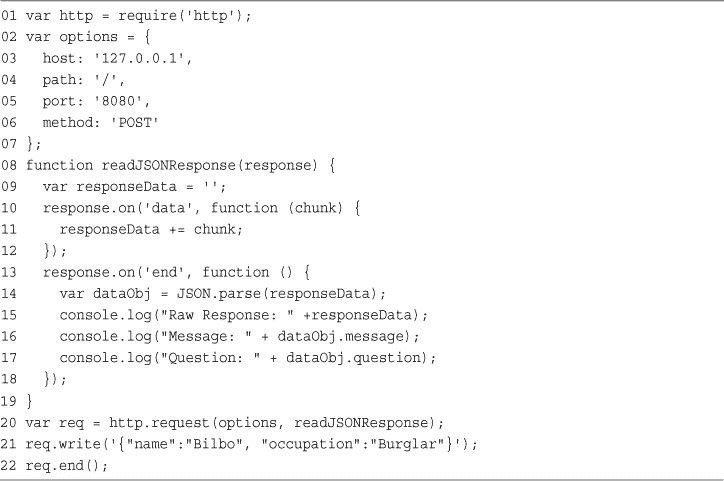 01 var http = require('http');
02 var options = {
03   host: '127.0.0.1',
04   path: '/',
05   port: '8080',
06   method: 'POST'
07 };
08 function readJSONResponse(response) {
09   var responseData = '';
10   response.on('data', function (chunk) {
11     responseData += chunk;
12   });
13   response.on('end', function () {
14     var dataObj = JSON.parse(responseData);
15     console.log("Raw Response: " +responseData);
16     console.log("Message: " + dataObj.message);
17     console.log("Question: " + dataObj.question);
18   });
19 }
20 var req = http.request(options, readJSONResponse);
21 req.write('{"name":"Bilbo", "occupation":"Burglar"}');
22 req.end();